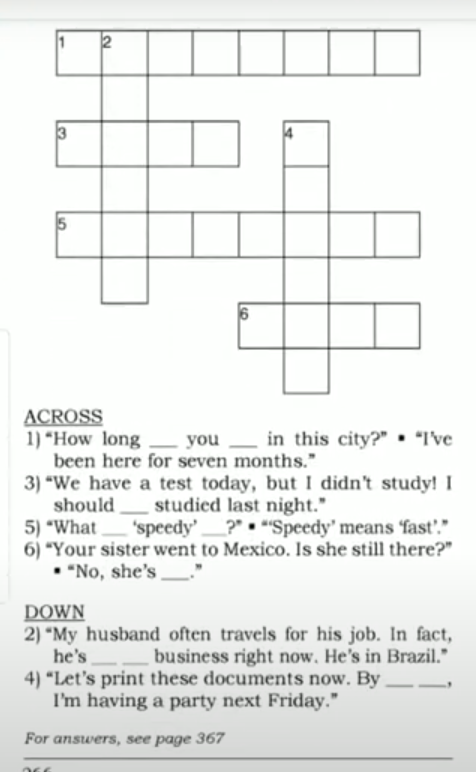 1 2
3 4
5
6
ACROSS
1) “How long ___ you ___ in this city?” ▪ “I’ve
been here for seven months.”
3) “We have a test today, but I didn’t study! I
should ___ studied last night.”
5) “What ___ ‘speedy’ ___?” ▪ “‘Speedy’ means ‘fast’.”
6) “Your sister went to Mexico. Is she still there?”
▪ “No, she’s ___.”
DOWN
2) “My husband often travels for his job. In fact,
he’s ___ ___ business right now. He’s in Brazil.”
4) “Let’s print these documents now. By ___ ___,
I’m having a party next Friday.”
For answers, see page 367